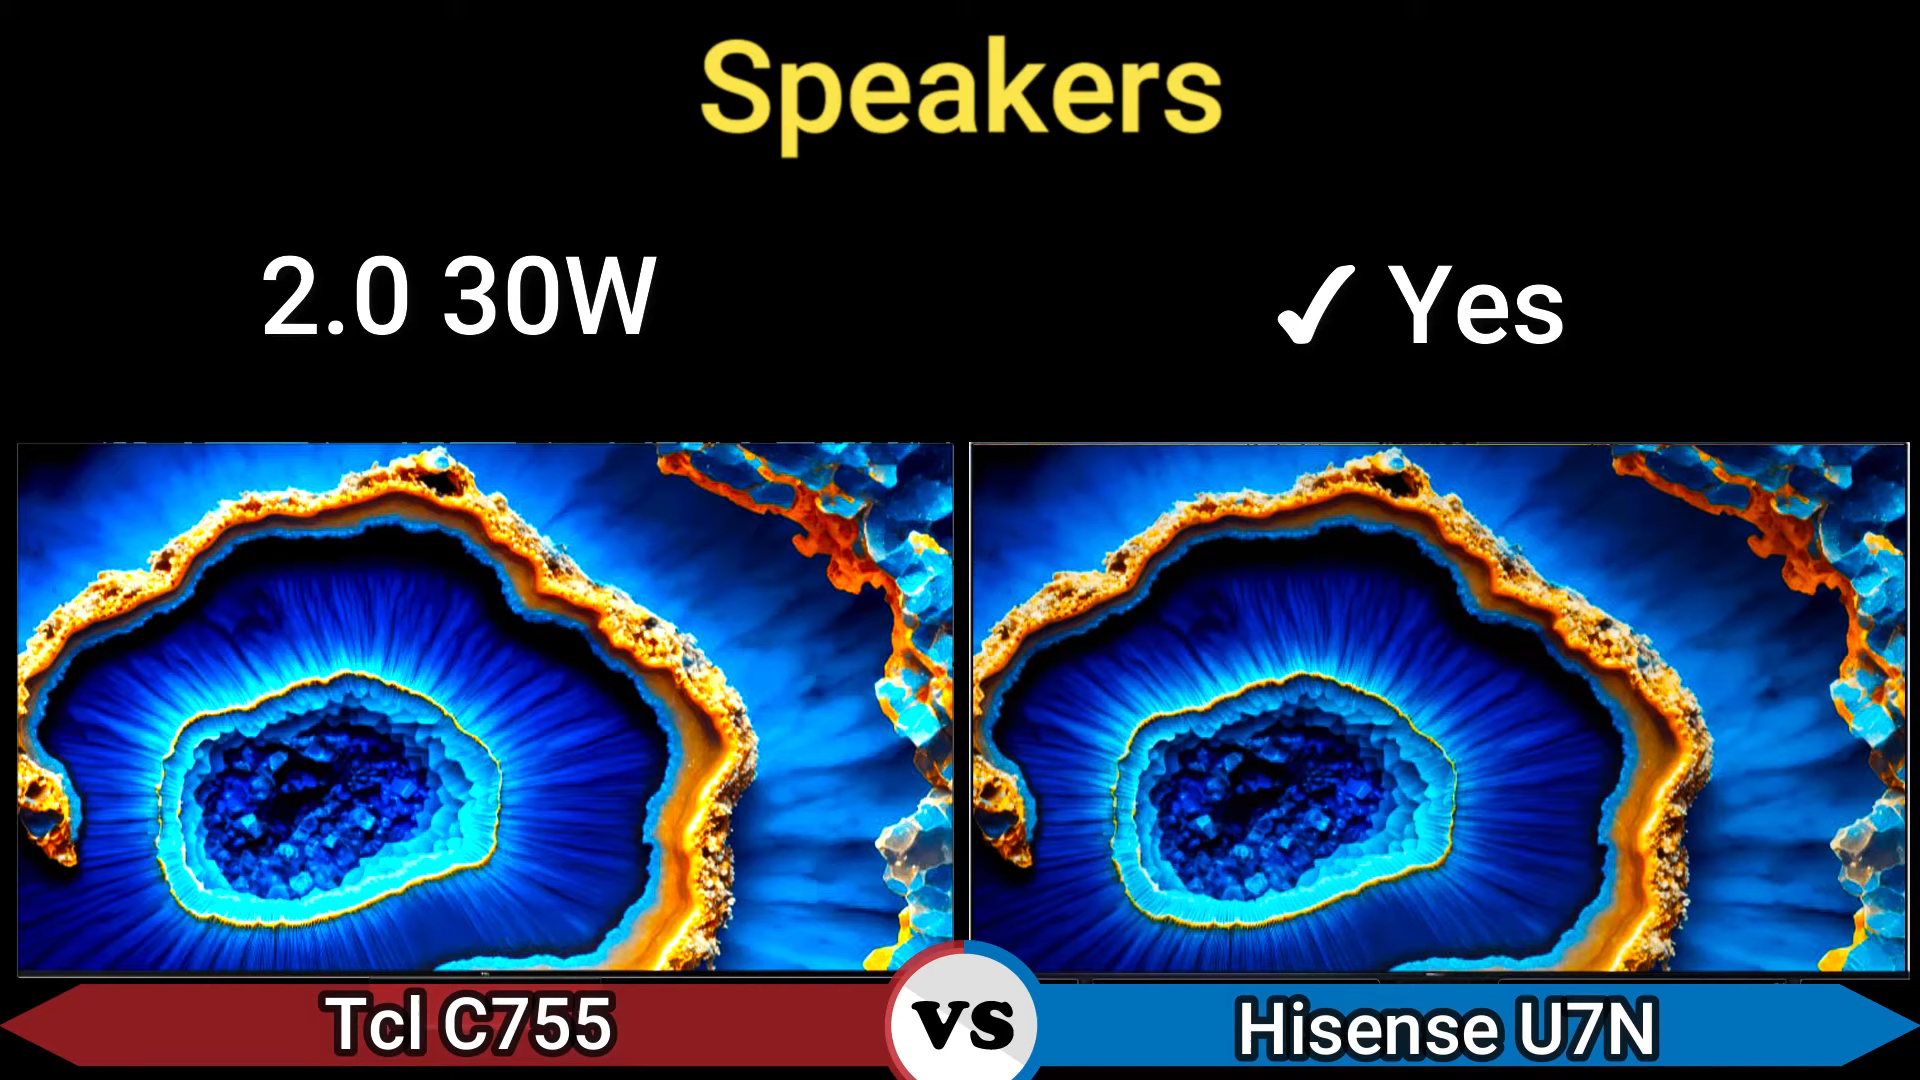 Speakers
2.0 30W
✓ Yes
Tcl C755
vs
Hisense U7N